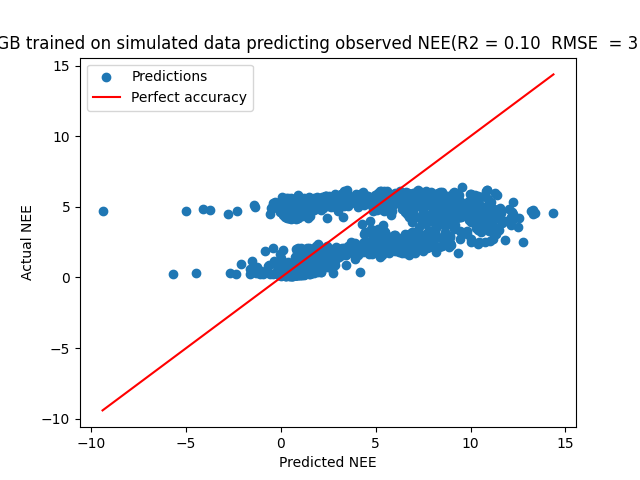 GB trained on simulated data predicting observed NEE(R2 = 0.10  RMSE  = 3
Predictions
Perfect accuracy
15
10
5
0
−5
−10
Actual NEE
−10
−5
0
5
10
15
Predicted NEE